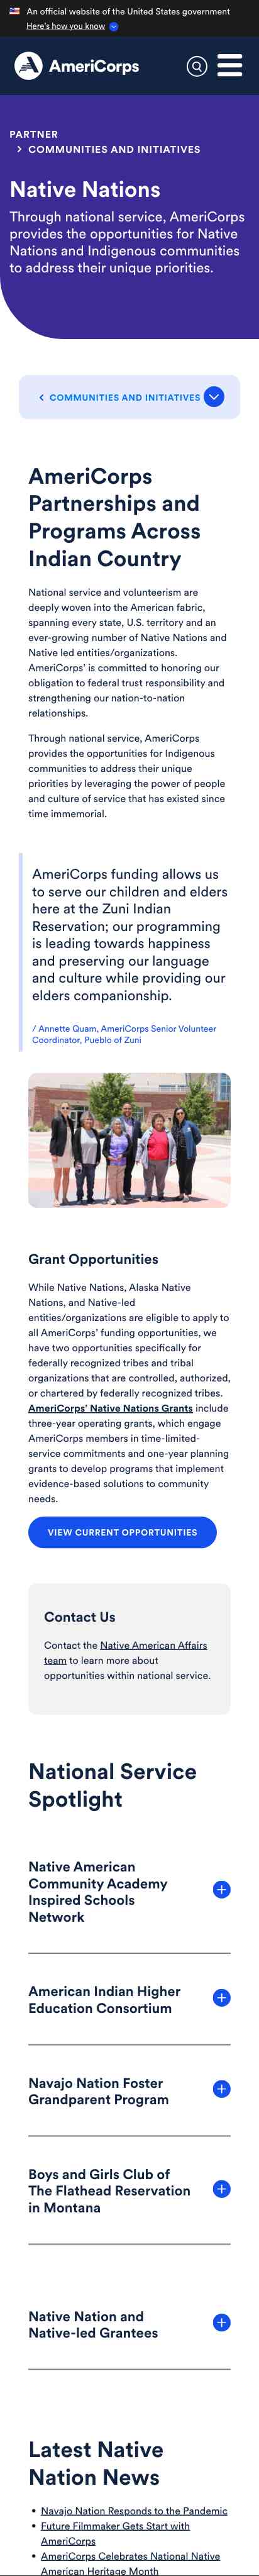 An official website of the United States government
Here's how you know
AmeriCorps
PARTNER
> COMMUNITIES AND INITIATIVES
Native Nations
Through national service, AmeriCorps
provides the opportunities for Native
Nations and Indigenous communities
to address their unique priorities.
< COMMUNITIES AND INITIATIVES
AmeriCorps
Partnerships and
Programs Across
Indian Country
National service and volunteerism are
deeply woven into the American fabric,
spanning every state, U.S. territory and an
ever-growing number of Native Nations and
Native led entities/organizations.
AmeriCorps' is committed to honoring our
obligation to federal trust responsibility and
strengthening our nation-to-nation
relationships.
Through national service, AmeriCorps
provides the opportunities for Indigenous
communities to address their unique
priorities by leveraging the power of people
and culture of service that has existed since
time immemorial.
AmeriCorps funding allows us
to serve our children and elders
here at the Zuni Indian
Reservation; our programming
is leading towards happiness
and preserving our language
and culture while providing our
elders companionship.
/ Annette Quam, AmeriCorps Senior Volunteer
Coordinator, Pueblo of Zuni
Grant Opportunities
While Native Nations, Alaska Native
Nations, and Native-led
entities/organizations are eligible to apply to
all AmeriCorps' funding opportunities, we
have two opportunities specifically for
federally recognized tribes and tribal
organizations that are controlled, authorized,
or chartered by federally recognized tribes.
AmeriCorps' Native Nations Grants include
three-year operating grants, which engage
AmeriCorps members in time-limited-
service commitments and one-year planning
grants to develop programs that implement
evidence-based solutions to community
needs.
VIEW CURRENT OPPORTUNITIES
Contact Us
Contact the Native American Affairs
team to learn more about
opportunities within national service.
National Service
Spotlight
Native American
Community Academy
Inspired Schools
Network
American Indian Higher
Education Consortium
Navajo Nation Foster
Grandparent Program
Boys and Girls Club of
The Flathead Reservation
in Montana
Native Nation and
Native-led Grantees
Latest Native
Nation News
• Navajo Nation Responds to the Pandemic
• Future Filmmaker Gets Start with
AmeriCorps
• AmeriCorps Celebrates National Native
American Heritage Month